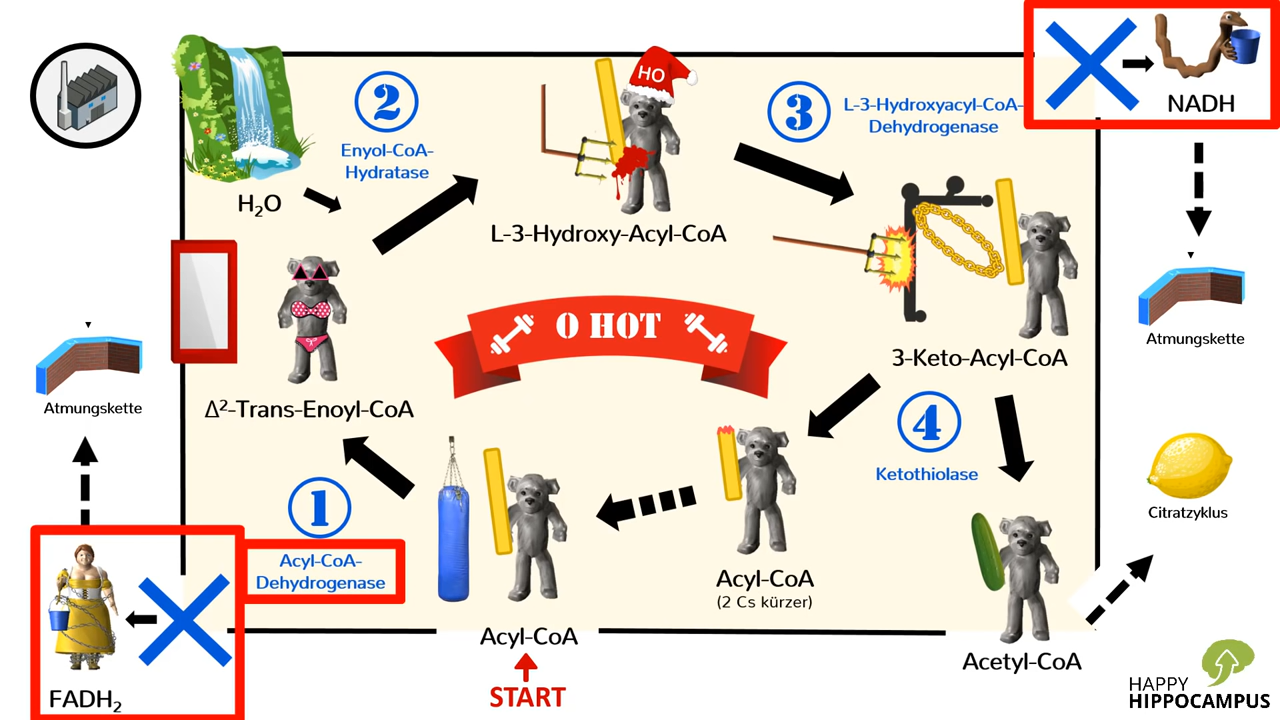 HO
NADH
2
Enyol-CoA-
Hydratase
3
L-3-Hydroxyacyl-CoA-
Dehydrogenase
H₂O
L-3-Hydroxy-Acyl-CoA
O HOT
3-Keto-Acyl-CoA
Atmungskette
Atmungskette
Δ²-Trans-Enoyl-CoA
4
Ketothiolase
1
Acyl-CoA-
Dehydrogenase
Citratzyklus
Acyl-CoA
(2 Cs kürzer)
Acyl-CoA
Acetyl-CoA
START
FADH₂
HAPPY
HIPPOCAMPUS